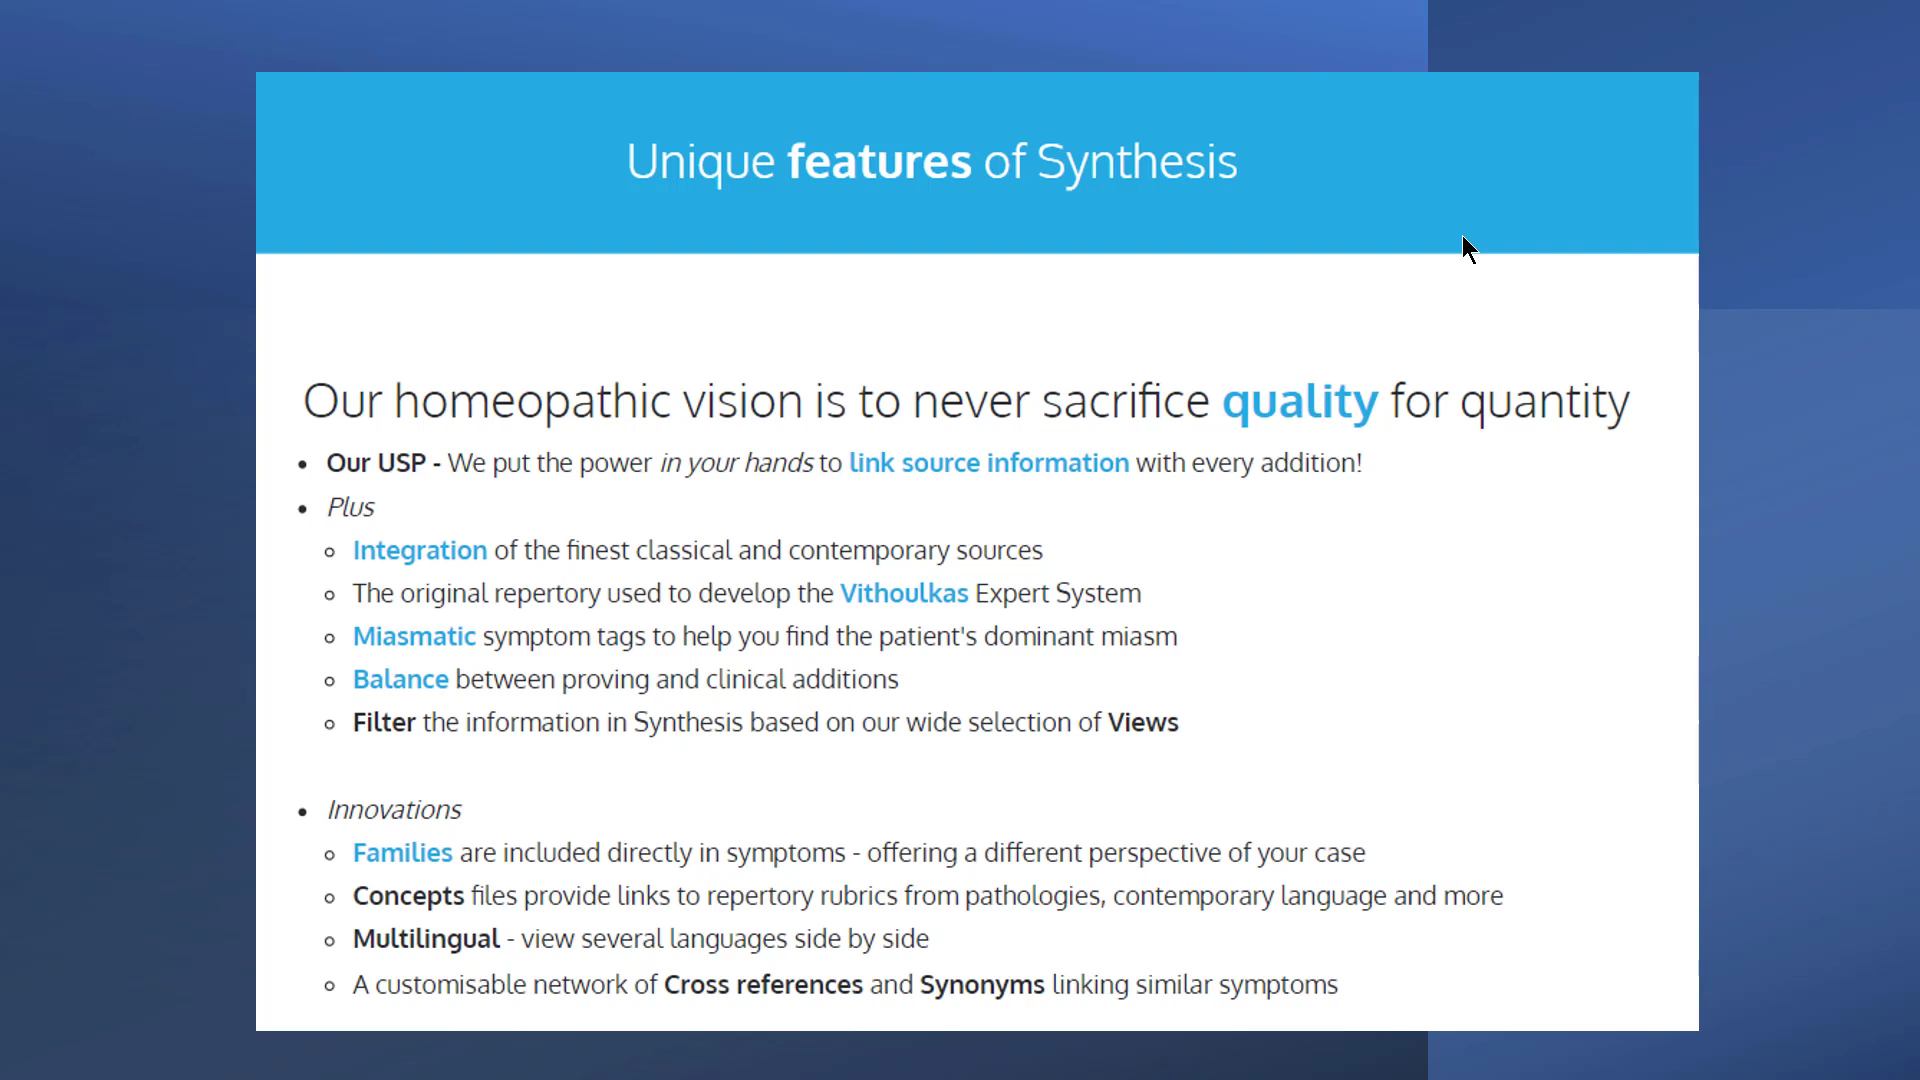 Unique features of Synthesis
Our homeopathic vision is to never sacrifice quality for quantity
Our USP - We put the power in your hands to link source information with every addition!
Plus
Integration of the finest classical and contemporary sources
The original repertory used to develop the Vithoulkas Expert System
Miasmatic symptom tags to help you find the patient's dominant miasm
Balance between proving and clinical additions
Filter the information in Synthesis based on our wide selection of Views
Innovations
Families are included directly in symptoms - offering a different perspective of your case
Concepts files provide links to repertory rubrics from pathologies, contemporary language and more
Multilingual - view several languages side by side
A customisable network of Cross references and Synonyms linking similar symptoms